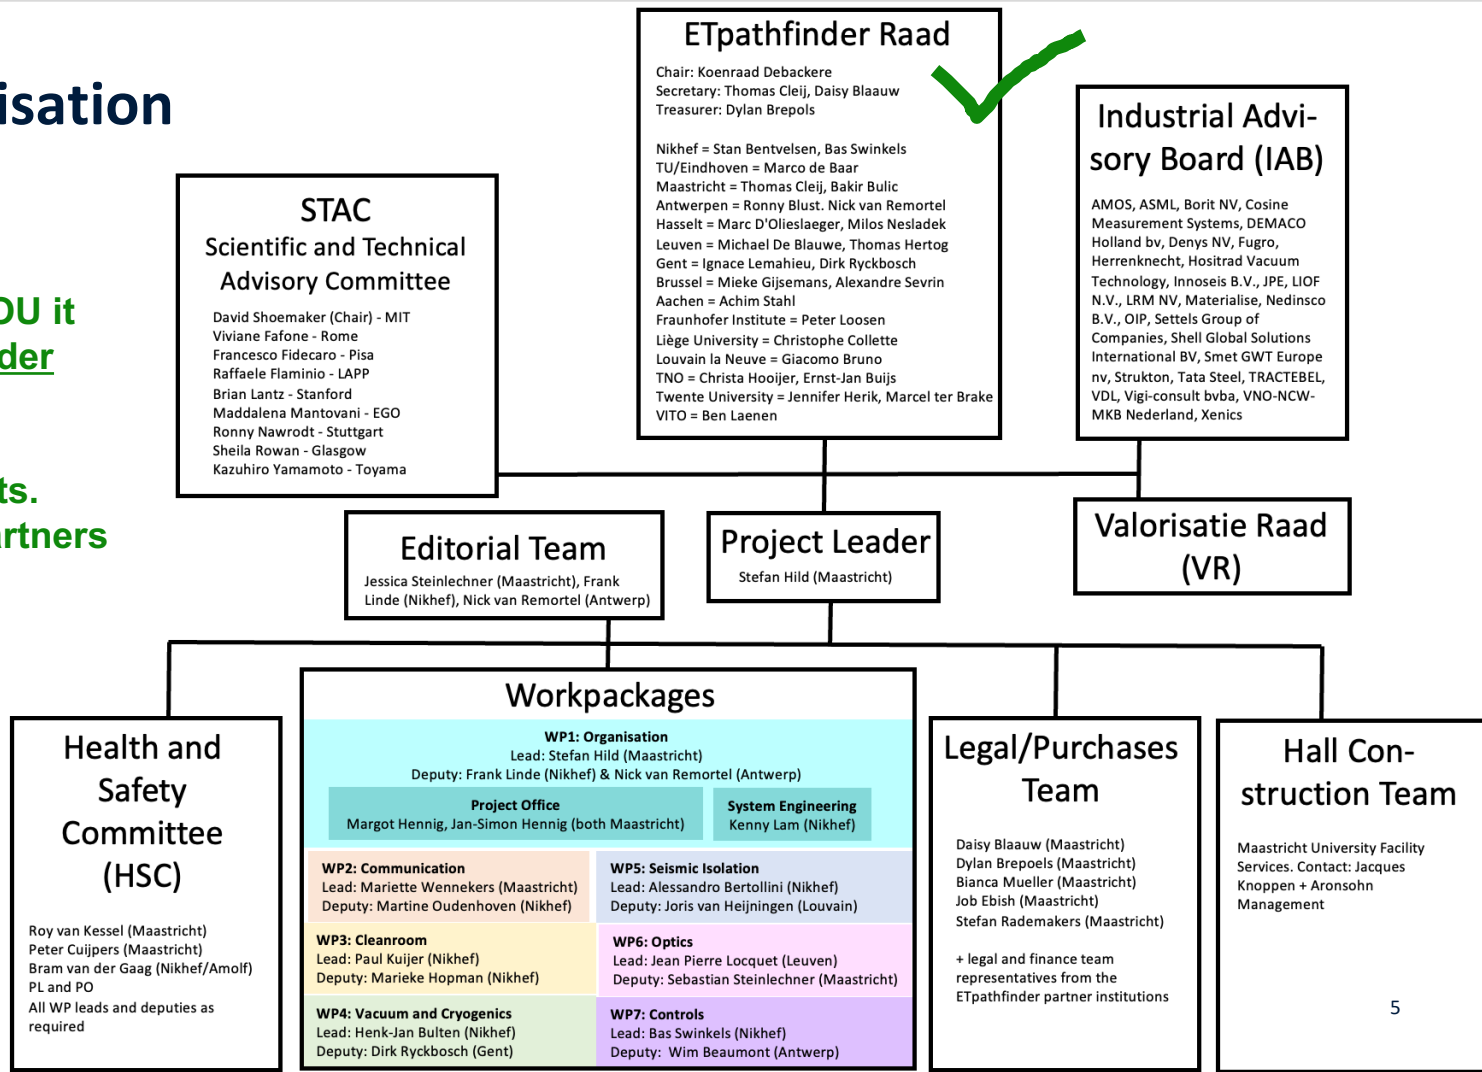 isation
OU it
der
ts.
artners
ETpathfinder Raad
Chair: Koenraad Debackere
Secretary: Thomas Cleij, Daisy Blaauw
Treasurer: Dylan Brepols
Nikhef = Stan Bentvelsen, Bas Swinkels
TU/Eindhoven = Marco de Baar
Maastricht = Thomas Cleij, Bakir Bulic
Antwerpen = Ronny Blust. Nick van Remortel
Hasselt = Marc D'Olieslaeger, Milos Nesladek
Leuven = Michael De Blauwe, Thomas Hertog
Gent = Ignace Lemahieu, Dirk Ryckbosch
Brussel = Mieke Gijsemans, Alexandre Sevrin
Aachen = Achim Stahl
Fraunhofer Institute = Peter Loosen
Liège University = Christophe Collette
Louvain la Neuve = Giacomo Bruno
TNO = Christa Hooijer, Ernst-Jan Buijs
Twente University = Jennifer Herik, Marcel ter Brake
VITO = Ben Laenen
Industrial Advi-
sory Board (IAB)
AMOS, ASML, Borit NV, Cosine
Measurement Systems, DEMACO
Holland bv, Denys NV, Fugro,
Herrenknecht, Hositrad Vacuum
Technology, Innoseis B.V., JPE, LIOF
N.V., LRM NV, Materialise, Nedinsco
B.V., OIP, Settels Group of
Companies, Shell Global Solutions
International BV, Smet GWT Europe
nv, Strukton, Tata Steel, TRACTEBEL,
VDL, Vigi-consult bvba, VNO-NCW-
MKB Nederland, Xenics
STAC
Scientific and Technical
Advisory Committee
David Shoemaker (Chair) - MIT
Viviane Fafone - Rome
Francesco Fidecaro - Pisa
Raffaele Flaminio - LAPP
Brian Lantz - Stanford
Maddalena Mantovani - EGO
Ronny Nawrodt - Stuttgart
Sheila Rowan - Glasgow
Kazuhiro Yamamoto - Toyama
Editorial Team
Jessica Steinlechner (Maastricht), Frank
Linde (Nikhef), Nick van Remortel (Antwerp)
Project Leader
Stefan Hild (Maastricht)
Valorisatie Raad
(VR)
Health and
Safety
Committee
(HSC)
Roy van Kessel (Maastricht)
Peter Cuijpers (Maastricht)
Bram van der Gaag (Nikhef/Amolf)
PL and PO
All WP leads and deputies as
required
Workpackages
WP1: Organisation
Lead: Stefan Hild (Maastricht)
Deputy: Frank Linde (Nikhef) & Nick van Remortel (Antwerp)
Project Office
Margot Hennig, Jan-Simon Hennig (both Maastricht)
System Engineering
Kenny Lam (Nikhef)
WP2: Communication
Lead: Mariette Wennekers (Maastricht)
Deputy: Martine Oudenhoven (Nikhef)
WP3: Cleanroom
Lead: Paul Kuijer (Nikhef)
Deputy: Marieke Hopman (Nikhef)
WP4: Vacuum and Cryogenics
Lead: Henk-Jan Bulten (Nikhef)
Deputy: Dirk Ryckbosch (Gent)
WP5: Seismic Isolation
Lead: Alessandro Bertollini (Nikhef)
Deputy: Joris van Heijningen (Louvain)
WP6: Optics
Lead: Jean Pierre Locquet (Leuven)
Deputy: Sebastian Steinlechner (Maastricht)
WP7: Controls
Lead: Bas Swinkels (Nikhef)
Deputy: Wim Beaumont (Antwerp)
Legal/Purchases
Team
Daisy Blaauw (Maastricht)
Dylan Brepoels (Maastricht)
Bianca Mueller (Maastricht)
Job Ebish (Maastricht)
Stefan Rademakers (Maastricht)
+ legal and finance team
representatives from the
ETpathfinder partner institutions
Hall Con-
struction Team
Maastricht University Facility
Services. Contact: Jacques
Knoppen + Aronsohn
Management
5